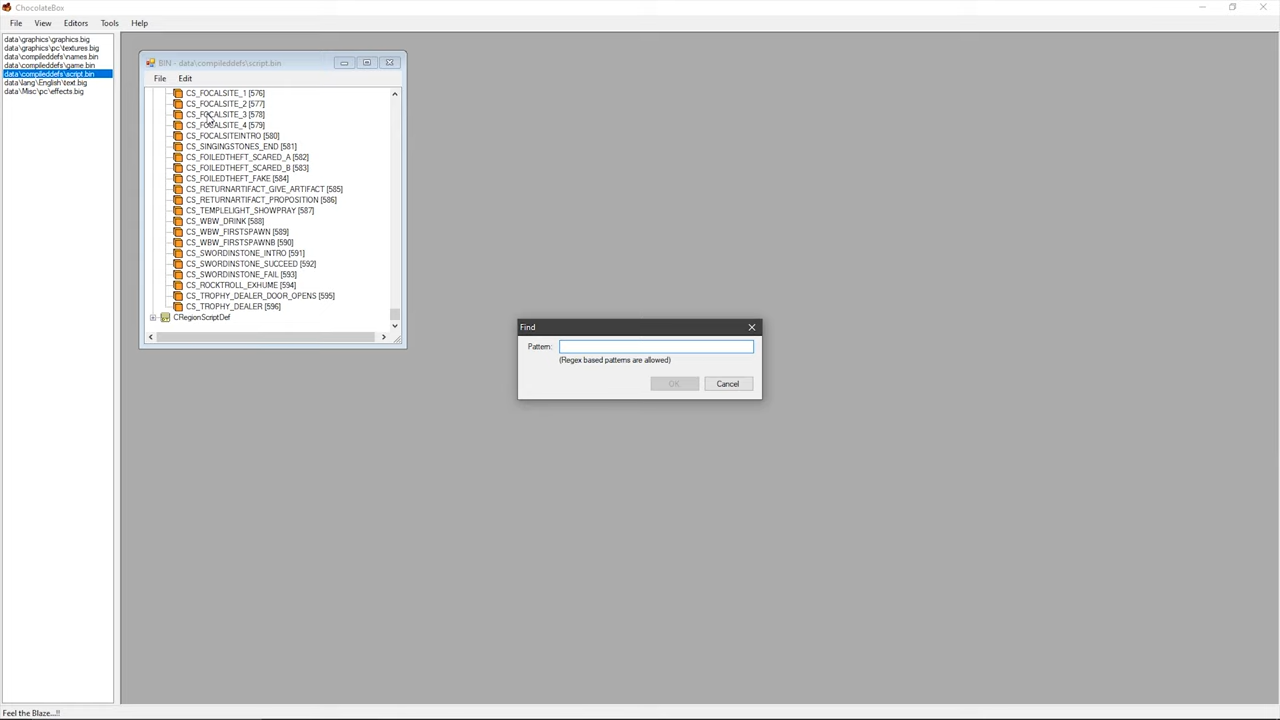 ChocolateBox
File View Editors Tools Help
data\graphics\graphics.big
data\graphics\pc\textures.big
data\compileddefs\names.bin
data\compileddefs\game.bin
data\compileddefs\script.bin
data\lang\English\text.big
data\Misc\pc\effects.big
BIN - data\compileddefs\script.bin
File Edit
CS_FOCALSITE_1 [576]
CS_FOCALSITE_2 [577]
CS_FOCALSITE_3 [578]
CS_FOCALSITE_4 [579]
CS_FOCALSITEINTRO [580]
CS_SINGINGSTONES_END [581]
CS_FOILEDTHEFT_SCARED_A [582]
CS_FOILEDTHEFT_SCARED_B [583]
CS_FOILEDTHEFT_FAKE [584]
CS_RETURNARTIFACT_GIVE_ARTIFACT [585]
CS_RETURNARTIFACT_PROPOSITION [586]
CS_TEMPLELIGHT_SHOWPRAY [587]
CS_WBW_DRINK [588]
CS_WBW_FIRSTSPAWN [589]
CS_WBW_FIRSTSPAWNB [590]
CS_SWORDINSTONE_INTRO [591]
CS_SWORDINSTONE_SUCCEED [592]
CS_SWORDINSTONE_FAIL [593]
CS_ROCKTROLL_EXHUME [594]
CS_TROPHY_DEALER_DOOR_OPENS [595]
CS_TROPHY_DEALER [596]
CRegionScriptDef
Find
Pattern:
(Regex based patterns are allowed)
OK Cancel
Feel the Blaze...!!